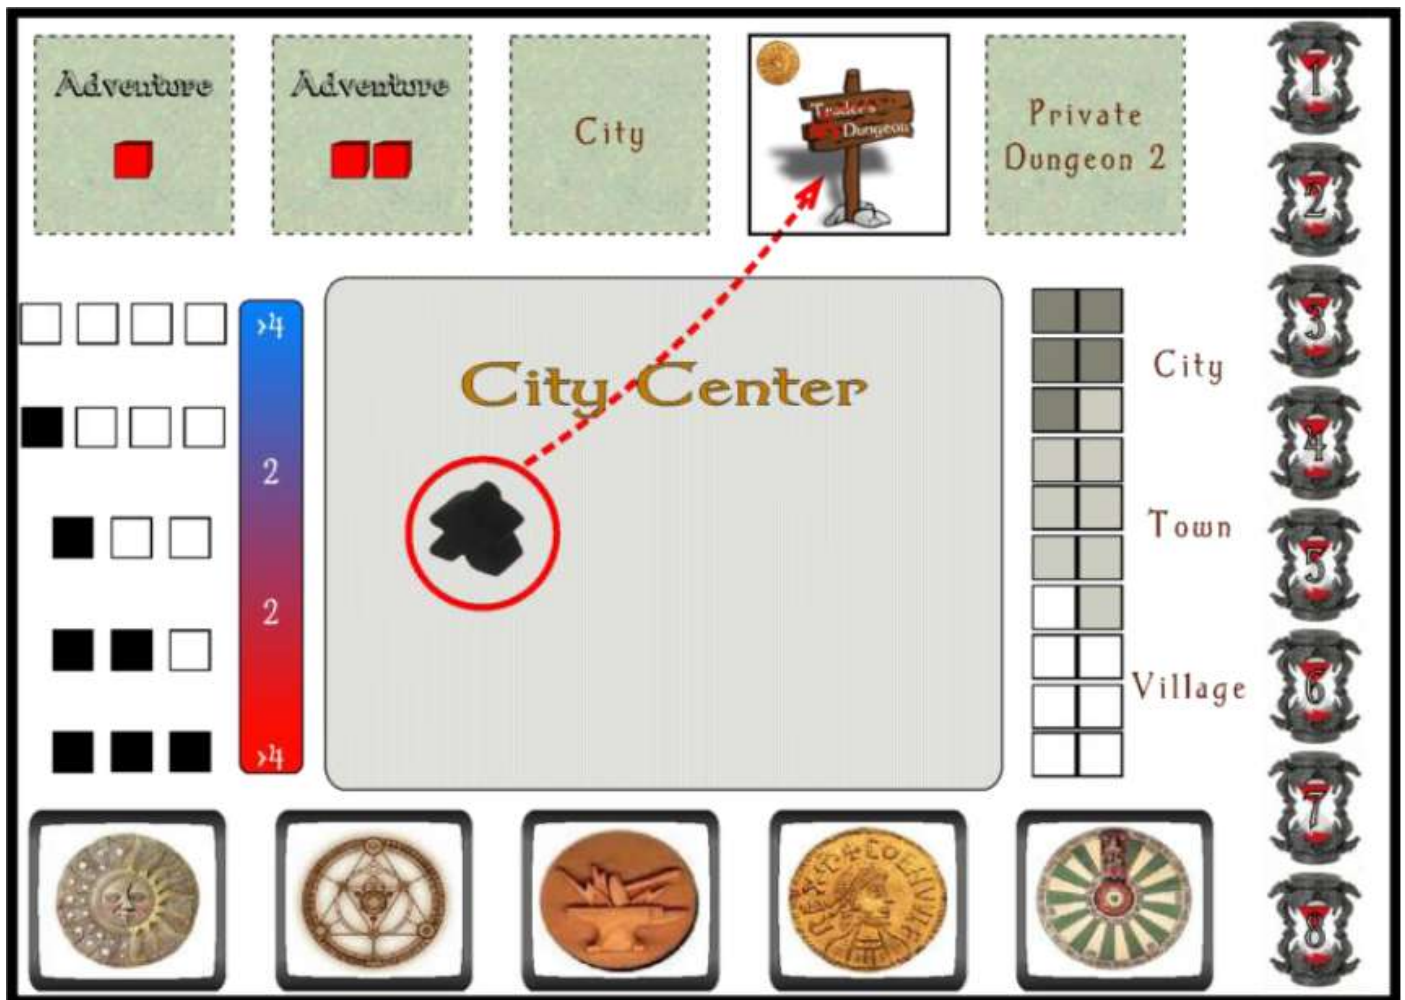 Adventure
Adventure
City
Trader's
Dungeon
Private
Dungeon 2
>4
2
2
>4
City Center
City
Town
Village
1
2
3
4
5
6
7
8